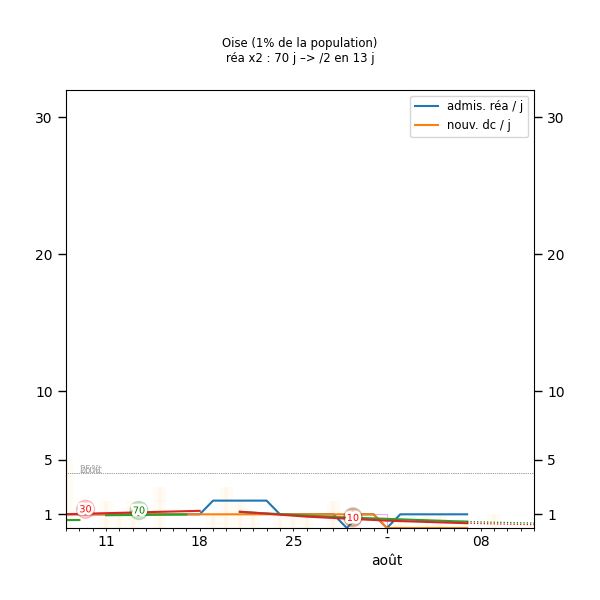 Oise (1% de la population)
réa x2 : 70 j –> /2 en 13 j
admis. réa / j
nouv. dc / j
30 30
20 20
10 10
5 5
1 1
30
70
10
11 18 25 - 08
août